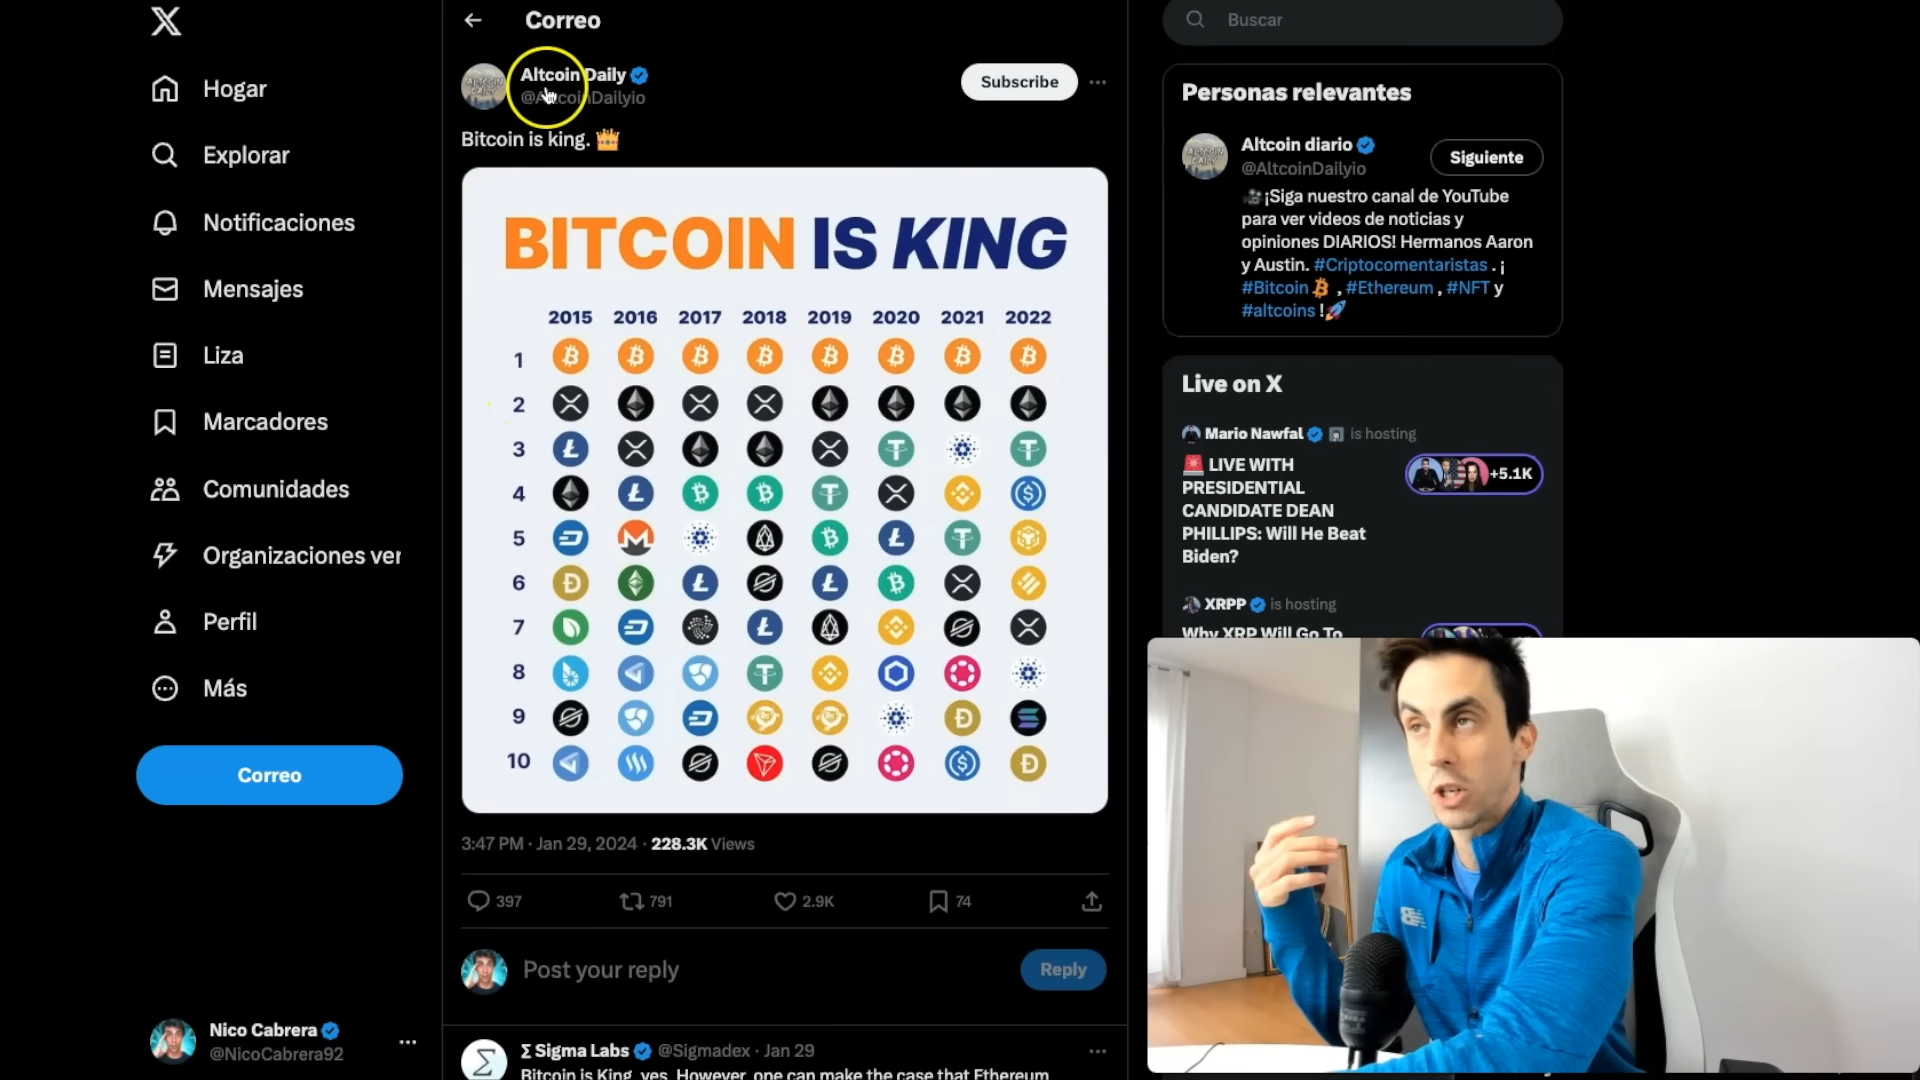 Hogar
Explorar
Notificaciones
Mensajes
Liza
Marcadores
Comunidades
Organizaciones ver
Perfil
Más
Correo
Nico Cabrera
@NicoCabrera92
Correo
Altcoin Daily
@AltcoinDailyio
Subscribe
Bitcoin is king. 👑
BITCOIN IS KING
2015 2016 2017 2018 2019 2020 2021 2022
1
2
3
4
5
6
7
8
9
10
3:47 PM · Jan 29, 2024 · 228.3K Views
397 791 2.9K 74
Post your reply
Reply
Σ Sigma Labs @Sigmadex · Jan 29
Bitcoin is King, yes. However, one can make the case that Ethereum
Buscar
Personas relevantes
Altcoin diario
@AltcoinDailyio
Siguiente
🎥¡Siga nuestro canal de YouTube
para ver videos de noticias y
opiniones DIARIOS! Hermanos Aaron
y Austin. #Criptocomentaristas . ¡
#Bitcoin , #Ethereum , #NFT y
#altcoins !🚀
Live on X
Mario Nawfal is hosting
🚨 LIVE WITH
PRESIDENTIAL
CANDIDATE DEAN
PHILLIPS: Will He Beat
Biden?
+5.1K
XRPP is hosting
Why XRP Will Go To